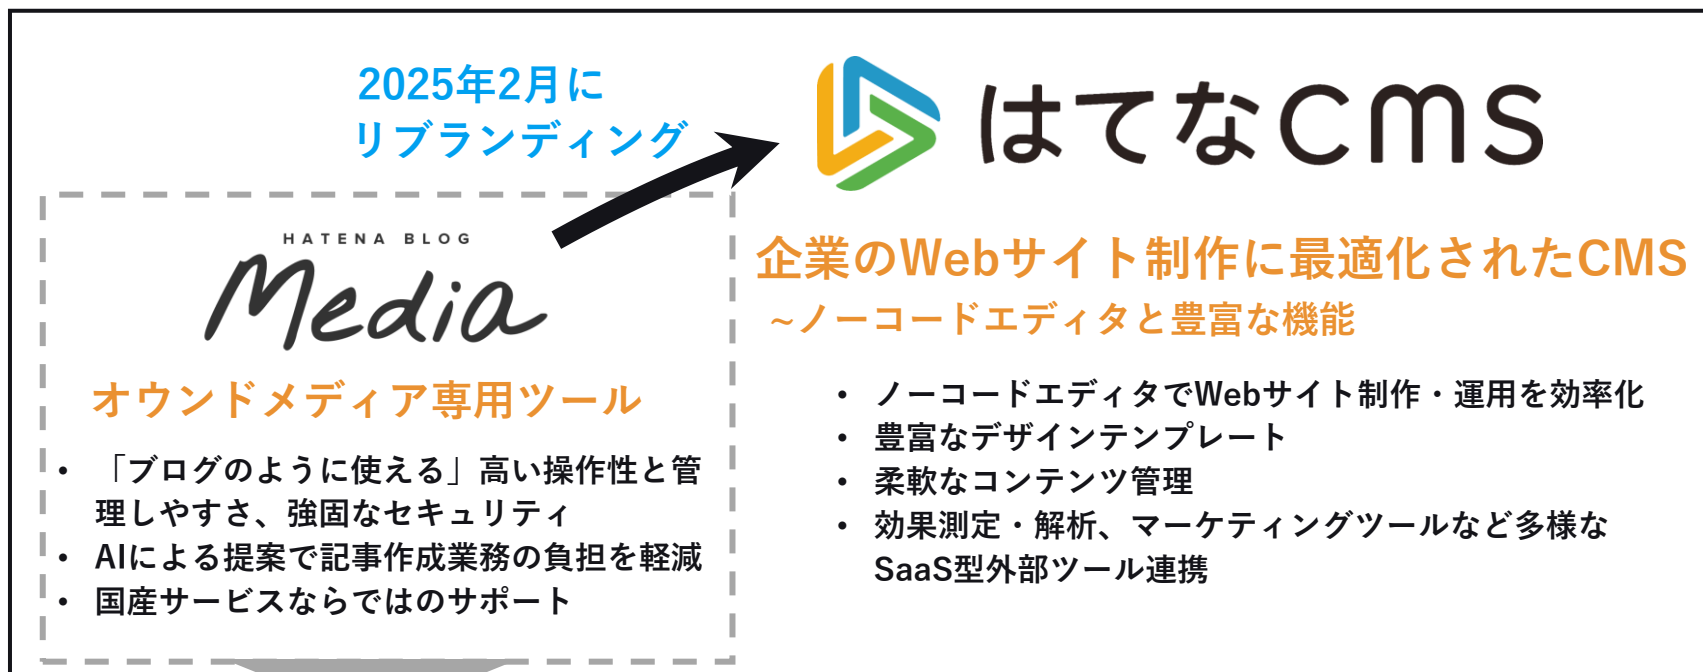 2025年2月に
リブランディング
はてなCMS
HATENA BLOG
Media
オウンドメディア専用ツール
• 「ブログのように使える」高い操作性と管
理しやすさ、強固なセキュリティ
• AIによる提案で記事作成業務の負担を軽減
• 国産サービスならではのサポート
企業のWebサイト制作に最適化されたCMS
~ノーコードエディタと豊富な機能
• ノーコードエディタでWebサイト制作・運用を効率化
• 豊富なデザインテンプレート
• 柔軟なコンテンツ管理
• 効果測定・解析、マーケティングツールなど多様な
SaaS型外部ツール連携